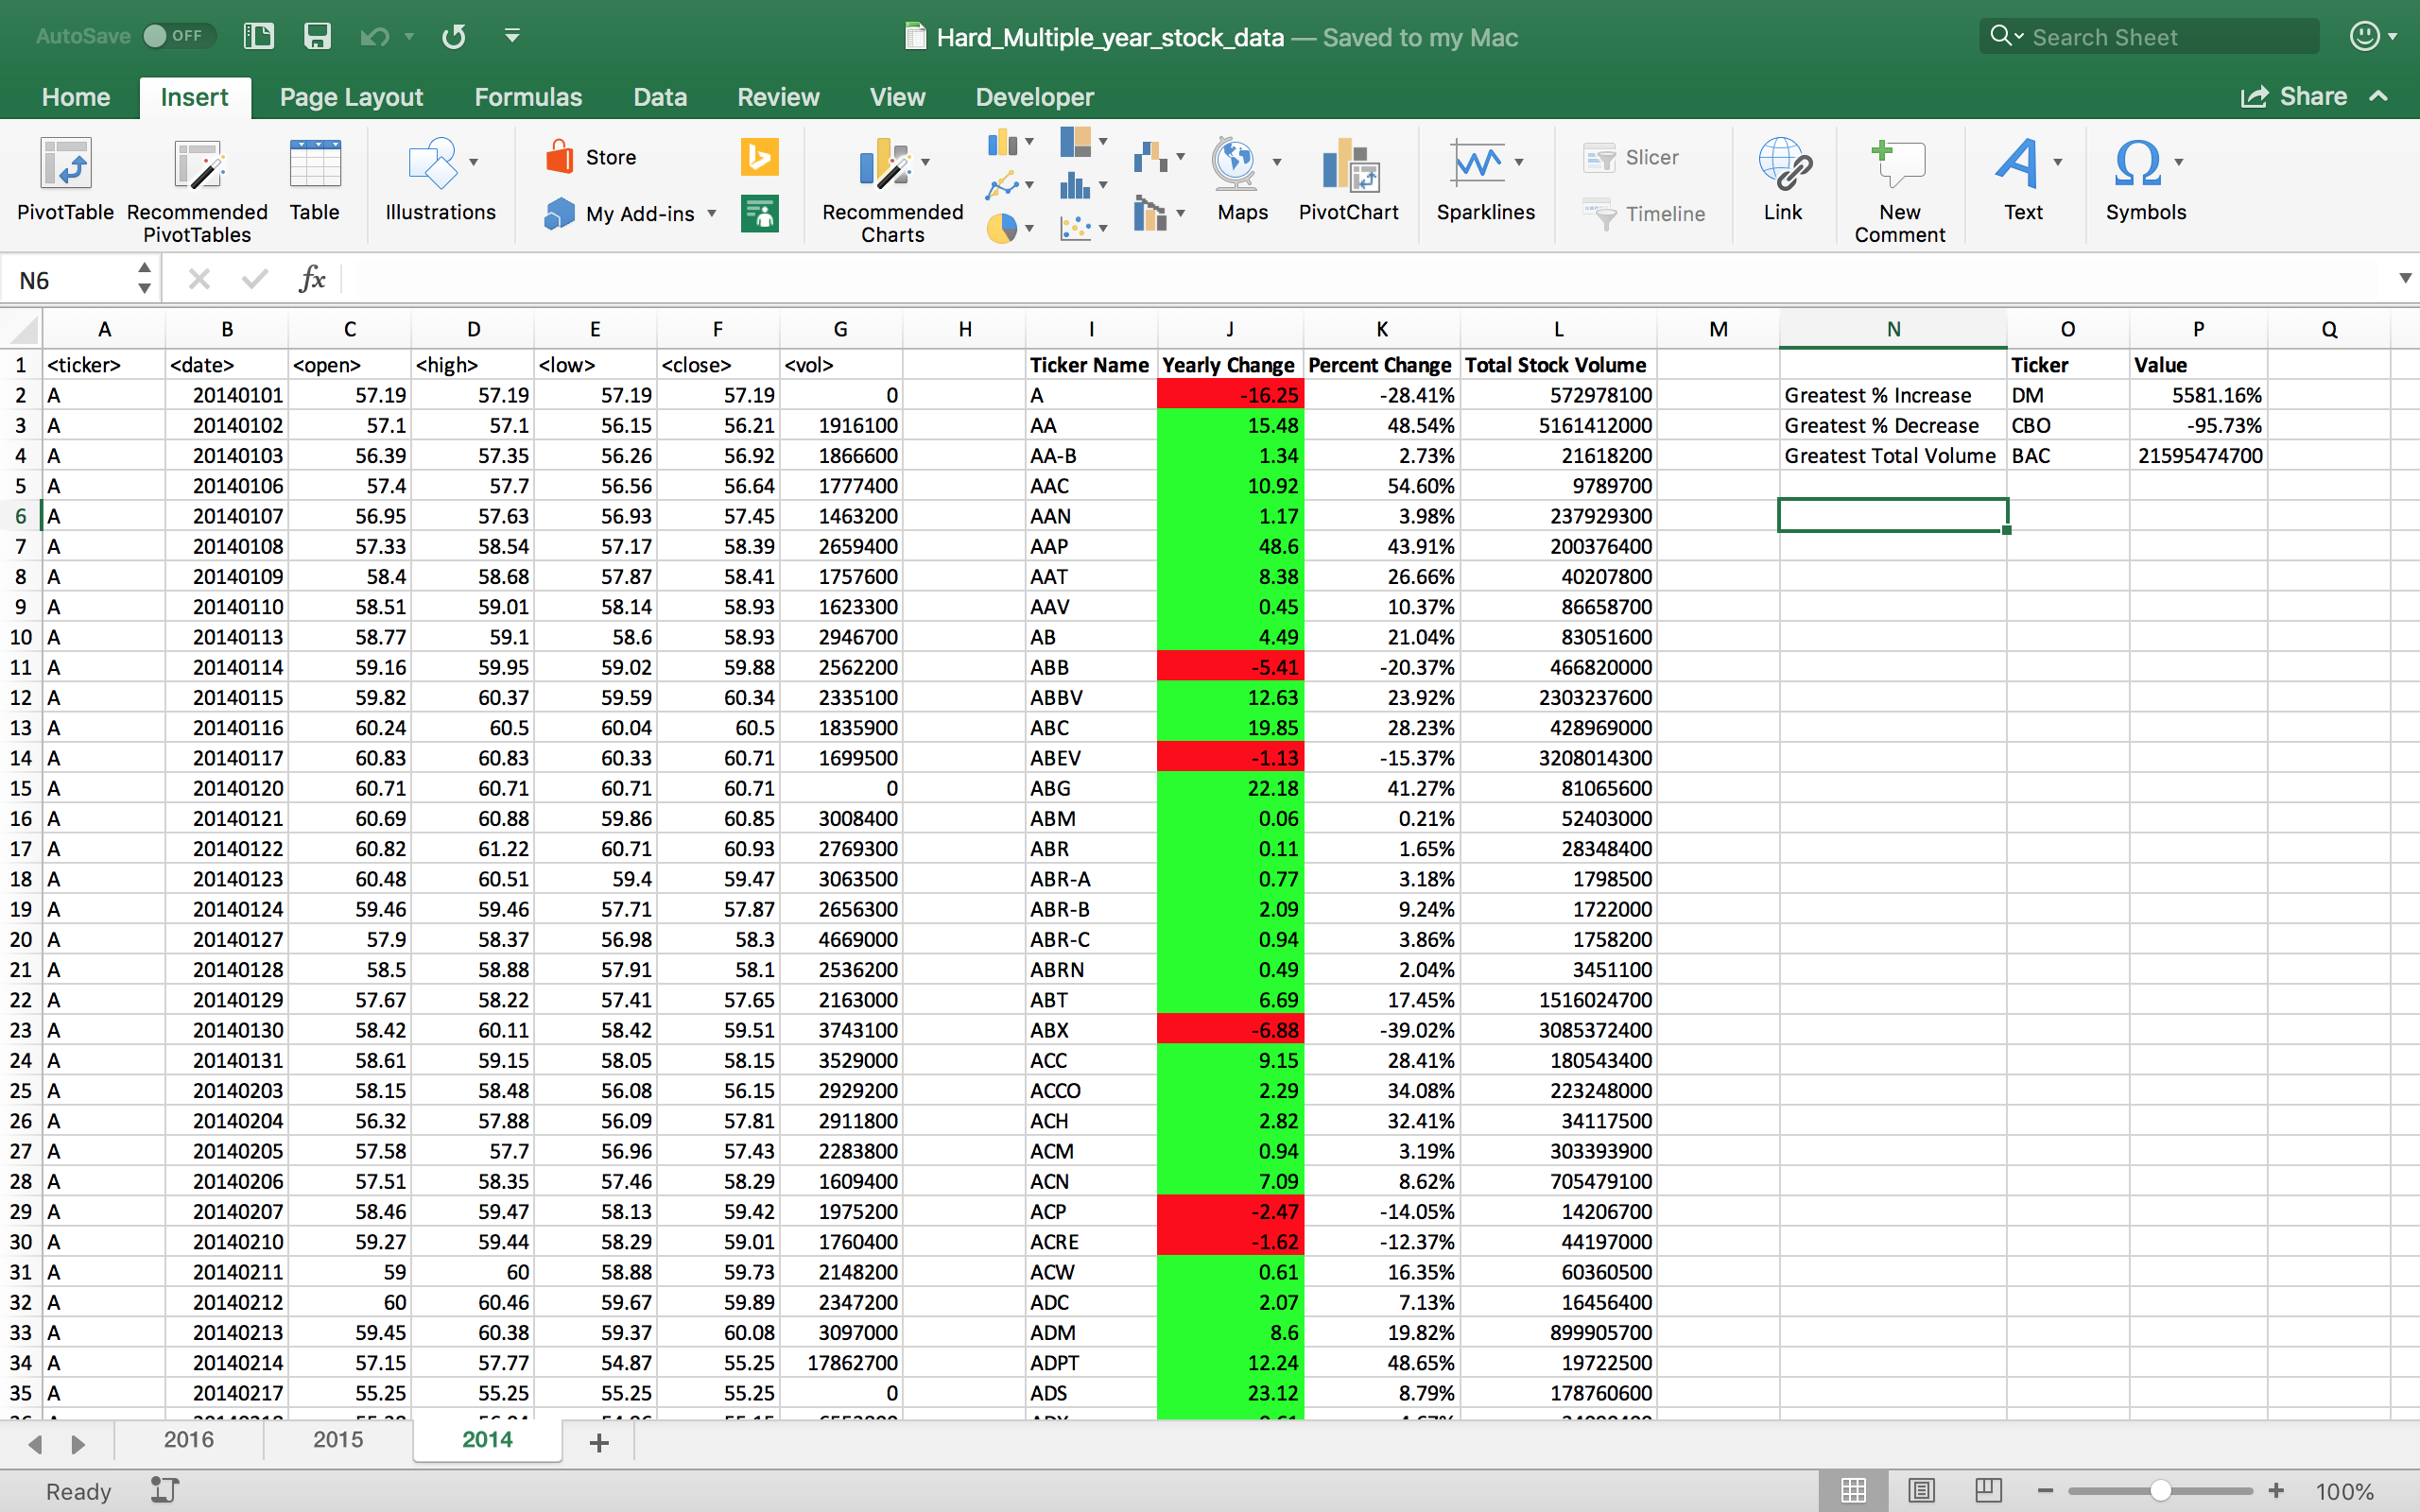 AutoSave OFF Hard_Multiple_year_stock_data — Saved to my Mac Search Sheet
Home Insert Page Layout Formulas Data Review View Developer Share
PivotTable Recommended PivotTables Table Illustrations Store My Add-ins Recommended Charts Maps PivotChart Sparklines Slicer Timeline Link New Comment Text Symbols
N6 fx
A B C D E F G H I J K L M N O P Q
1 <ticker> <date> <open> <high> <low> <close> <vol> Ticker Name Yearly Change Percent Change Total Stock Volume Ticker Value
2 A 20140101 57.19 57.19 57.19 57.19 0 A -16.25 -28.41% 572978100 Greatest % Increase DM 5581.16%
3 A 20140102 57.1 57.1 56.15 56.21 1916100 AA 15.48 48.54% 5161412000 Greatest % Decrease CBO -95.73%
4 A 20140103 56.39 57.35 56.26 56.92 1866600 AA-B 1.34 2.73% 21618200 Greatest Total Volume BAC 21595474700
5 A 20140106 57.4 57.7 56.56 56.64 1777400 AAC 10.92 54.60% 9789700
6 A 20140107 56.95 57.63 56.93 57.45 1463200 AAN 1.17 3.98% 237929300
7 A 20140108 57.33 58.54 57.17 58.39 2659400 AAP 48.6 43.91% 200376400
8 A 20140109 58.4 58.68 57.87 58.41 1757600 AAT 8.38 26.66% 40207800
9 A 20140110 58.51 59.01 58.14 58.93 1623300 AAV 0.45 10.37% 86658700
10 A 20140113 58.77 59.1 58.6 58.93 2946700 AB 4.49 21.04% 83051600
11 A 20140114 59.16 59.95 59.02 59.88 2562200 ABB -5.41 -20.37% 466820000
12 A 20140115 59.82 60.37 59.59 60.34 2335100 ABBV 12.63 23.92% 2303237600
13 A 20140116 60.24 60.5 60.04 60.5 1835900 ABC 19.85 28.23% 428969000
14 A 20140117 60.83 60.83 60.33 60.71 1699500 ABEV -1.13 -15.37% 3208014300
15 A 20140120 60.71 60.71 60.71 60.71 0 ABG 22.18 41.27% 81065600
16 A 20140121 60.69 60.88 59.86 60.85 3008400 ABM 0.06 0.21% 52403000
17 A 20140122 60.82 61.22 60.71 60.93 2769300 ABR 0.11 1.65% 28348400
18 A 20140123 60.48 60.51 59.4 59.47 3063500 ABR-A 0.77 3.18% 1798500
19 A 20140124 59.46 59.46 57.71 57.87 2656300 ABR-B 2.09 9.24% 1722000
20 A 20140127 57.9 58.37 56.98 58.3 4669000 ABR-C 0.94 3.86% 1758200
21 A 20140128 58.5 58.88 57.91 58.1 2536200 ABRN 0.49 2.04% 3451100
22 A 20140129 57.67 58.22 57.41 57.65 2163000 ABT 6.69 17.45% 1516024700
23 A 20140130 58.42 60.11 58.42 59.51 3743100 ABX -6.88 -39.02% 3085372400
24 A 20140131 58.61 59.15 58.05 58.15 3529000 ACC 9.15 28.41% 180543400
25 A 20140203 58.15 58.48 56.08 56.15 2929200 ACCO 2.29 34.08% 223248000
26 A 20140204 56.32 57.88 56.09 57.81 2911800 ACH 2.82 32.41% 34117500
27 A 20140205 57.58 57.7 56.96 57.43 2283800 ACM 0.94 3.19% 303393900
28 A 20140206 57.51 58.35 57.46 58.29 1609400 ACN 7.09 8.62% 705479100
29 A 20140207 58.46 59.47 58.13 59.42 1975200 ACP -2.47 -14.05% 14206700
30 A 20140210 59.27 59.44 58.29 59.01 1760400 ACRE -1.62 -12.37% 44197000
31 A 20140211 59 60 58.88 59.73 2148200 ACW 0.61 16.35% 60360500
32 A 20140212 60 60.46 59.67 59.89 2347200 ADC 2.07 7.13% 16456400
33 A 20140213 59.45 60.38 59.37 60.08 3097000 ADM 8.6 19.82% 899905700
34 A 20140214 57.15 57.77 54.87 55.25 17862700 ADPT 12.24 48.65% 19722500
35 A 20140217 55.25 55.25 55.25 55.25 0 ADS 23.12 8.79% 178760600
2016 2015 2014
Ready 100%